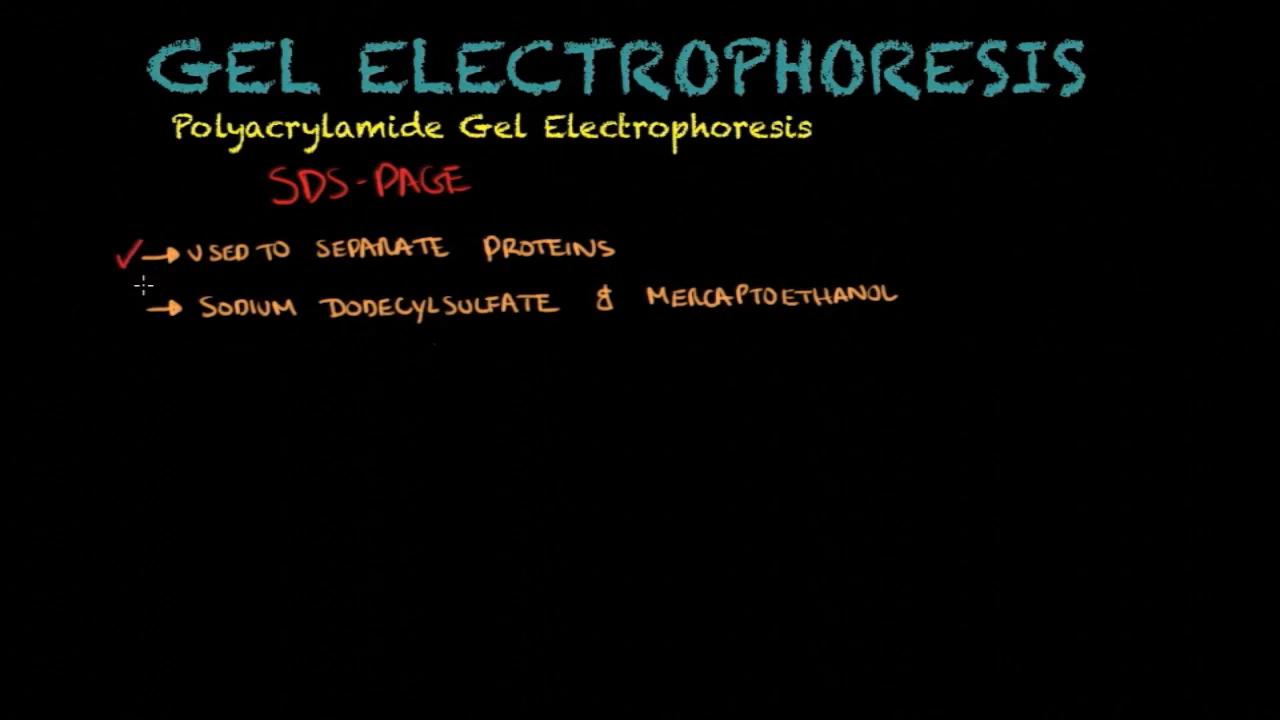 GEL ELECTROPHORESIS
Polyacrylamide Gel Electrophoresis
SDS-PAGE
✓→ USED TO SEPARATE PROTEINS
→ SODIUM DODECYLSULFATE & MERCAPTOETHANOL